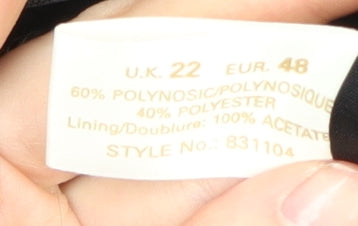 U.K. 22 EUR. 48
60% POLYNOSIC/POLYNOSIQUE
40% POLYESTER
Lining/Doublure: 100% ACETATE
STYLE No.: 831104